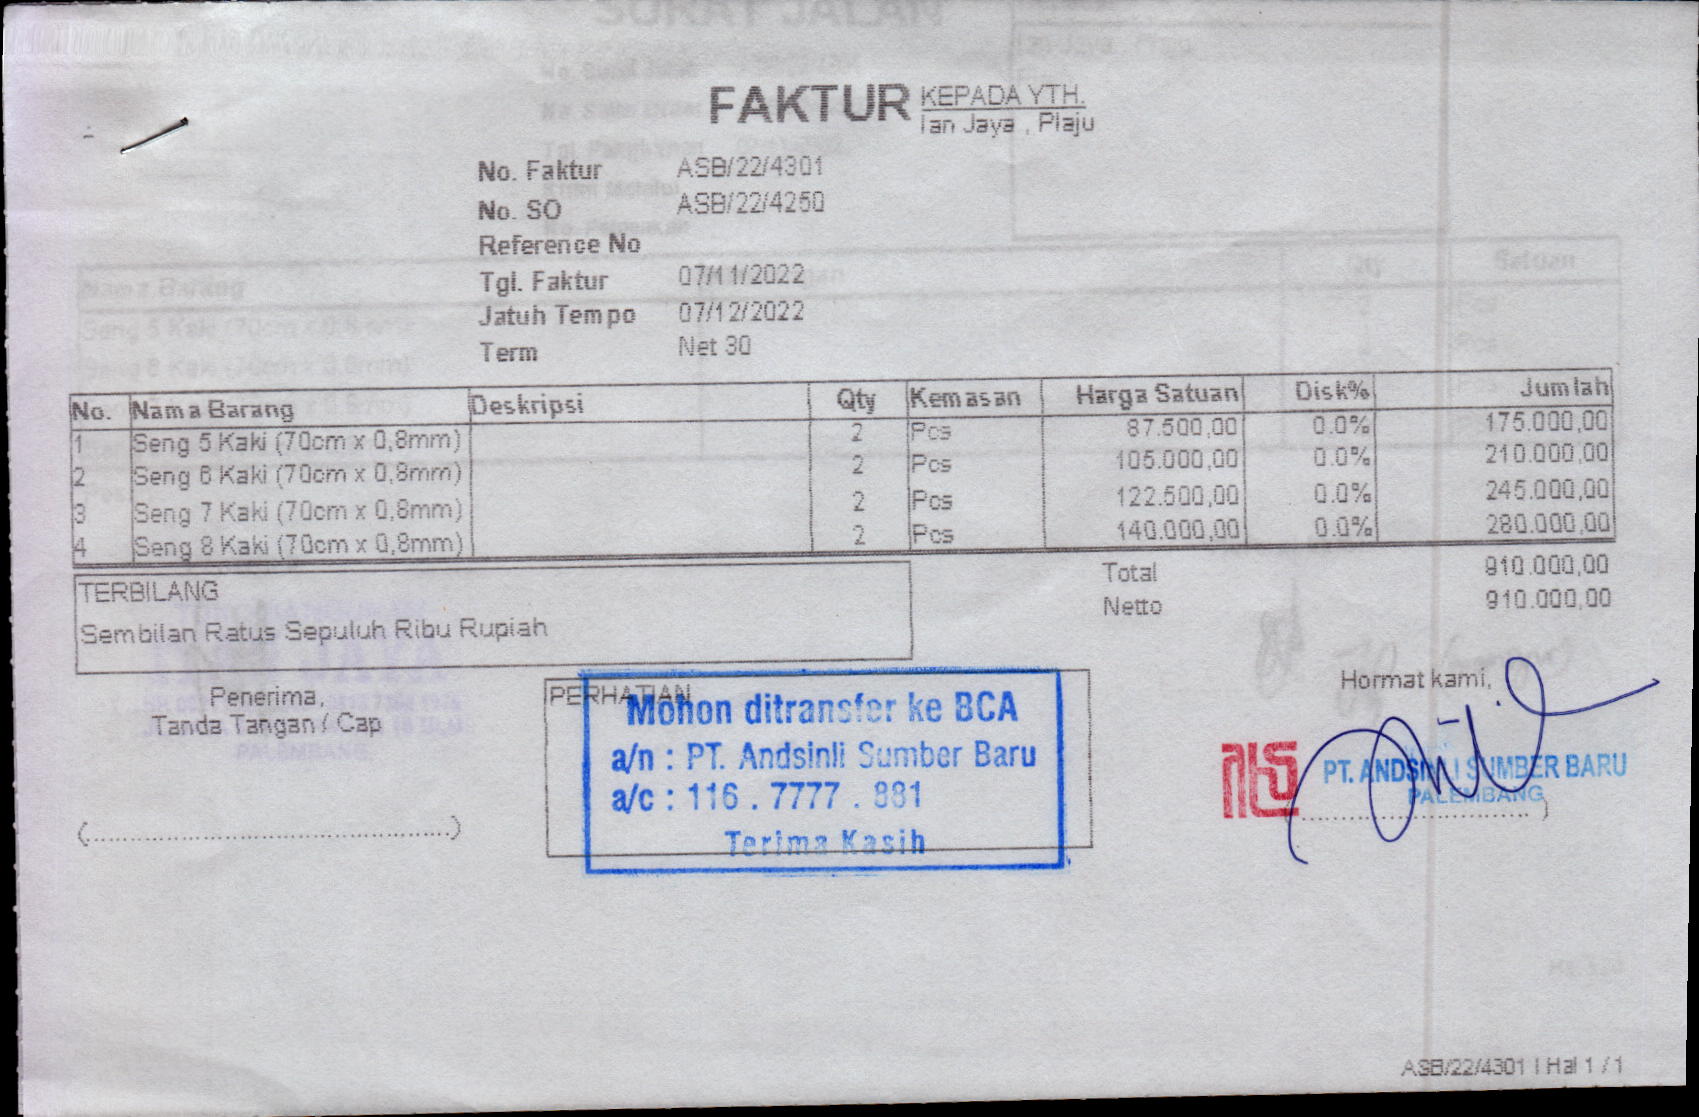 FAKTUR
KEPADA YTH.
Ian Jaya , Plaju
No. Faktur ASB/22/4301
No. SO ASB/22/4250
Reference No
Tgl. Faktur 07/11/2022
Jatuh Tempo 07/12/2022
Term Net 30
No. Nama Barang Deskripsi Qty Kemasan Harga Satuan Disk% Jumlah
1 Seng 5 Kaki (70cm x 0,8mm) 2 Pcs 87.500,00 0.0% 175.000,00
2 Seng 6 Kaki (70cm x 0,8mm) 2 Pcs 105.000,00 0.0% 210.000,00
3 Seng 7 Kaki (70cm x 0,8mm) 2 Pcs 122.500,00 0.0% 245.000,00
4 Seng 8 Kaki (70cm x 0,8mm) 2 Pcs 140.000,00 0.0% 280.000,00
Total 910.000,00
Netto 910.000,00
TERBILANG
Sembilan Ratus Sepuluh Ribu Rupiah
Penerima,
Tanda Tangan / Cap
(......................................................)
PERHATIAN
Mohon ditransfer ke BCA
a/n : PT. Andsinli Sumber Baru
a/c : 116 . 7777 . 881
Terima Kasih
Hormat kami,
PT. ANDSINLI SUMBER BARU
PALEMBANG
ASB/22/4301 | Hal 1 / 1